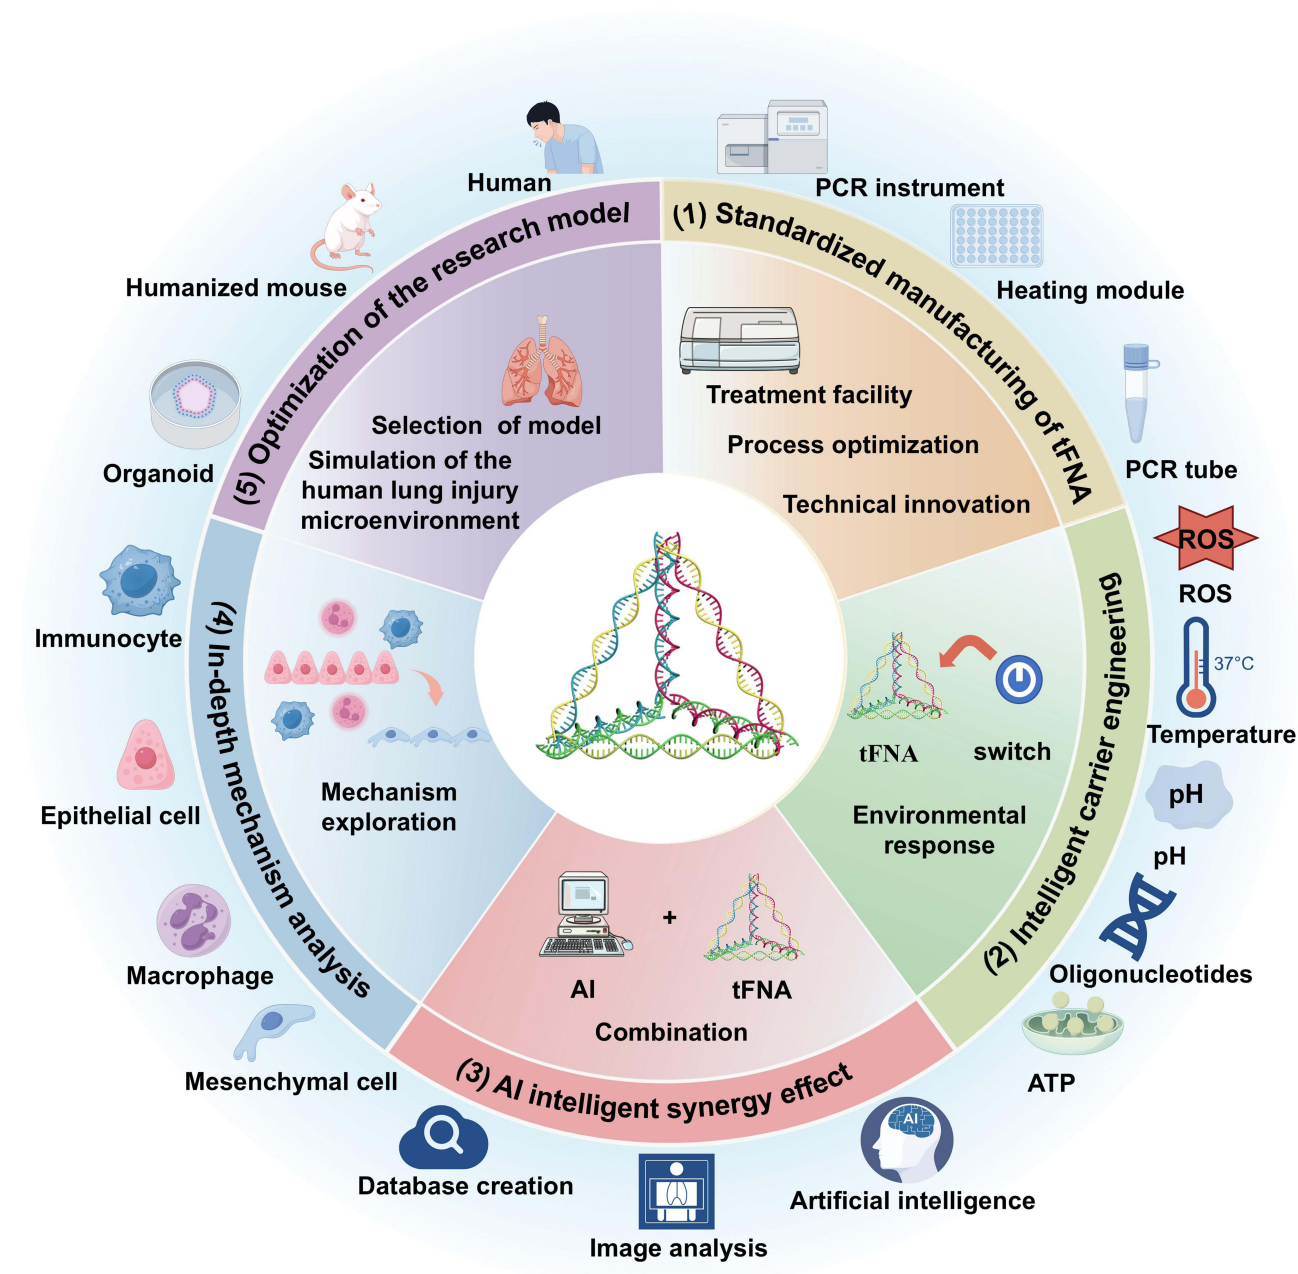 Human
PCR instrument
Humanized mouse
Heating module
Organoid
PCR tube
(1) Standardized manufacturing of tFNA
Treatment facility
Process optimization
Technical innovation
ROS
ROS
37°C
Temperature
pH
pH
Oligonucleotides
ATP
(2) Intelligent carrier engineering
tFNA
switch
Environmental
response
(3) AI intelligent synergy effect
AI
+
tFNA
Combination
AI
Artificial intelligence
Image analysis
Database creation
(4) In-depth mechanism analysis
Mechanism
exploration
Mesenchymal cell
Macrophage
Epithelial cell
Immunocyte
(5) Optimization of the research model
Selection of model
Simulation of the
human lung injury
microenvironment